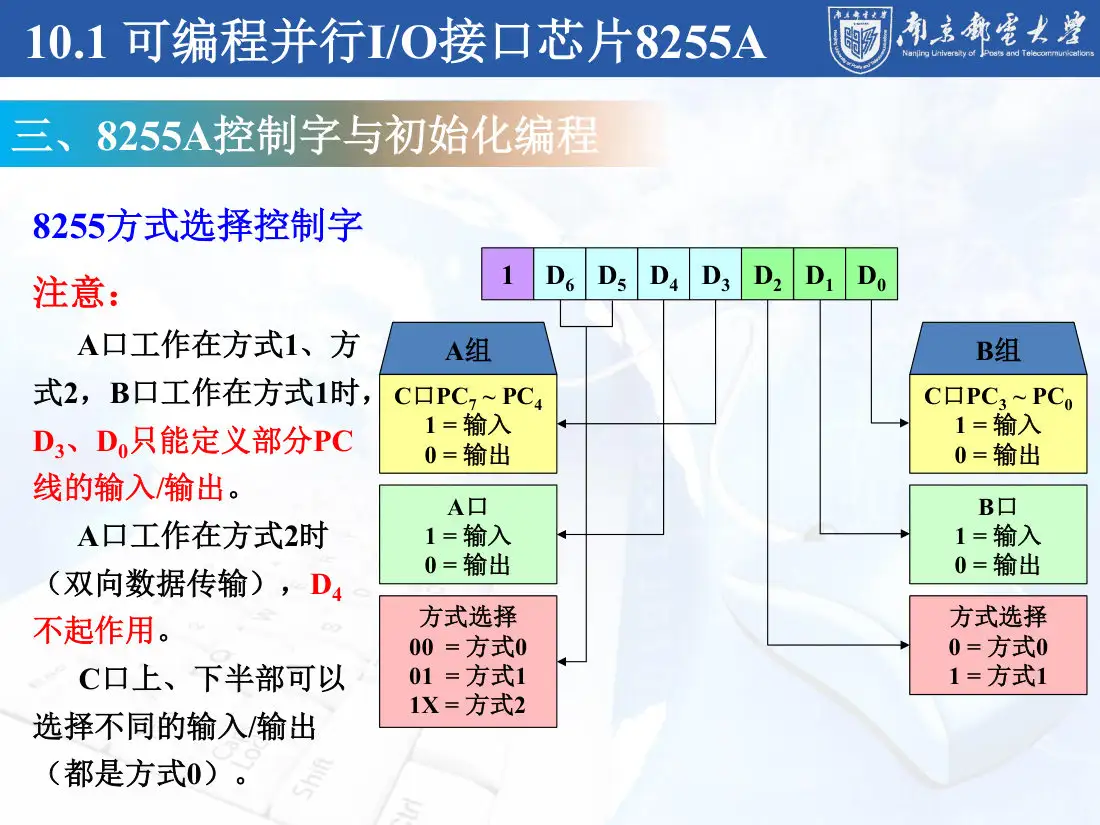 10.1 可编程并行I/O接口芯片8255A
南京邮电大学
Nanjing University of Posts and Telecommunications
三、8255A控制字与初始化编程
8255方式选择控制字
注意：
A口工作在方式1、方
式2，B口工作在方式1时，
D3、D0只能定义部分PC
线的输入/输出。
A口工作在方式2时
（双向数据传输），D4
不起作用。
C口上、下半部可以
选择不同的输入/输出
（都是方式0）。
1 D6 D5 D4 D3 D2 D1 D0
A组
C口PC7 ~ PC4
1 = 输入
0 = 输出
A口
1 = 输入
0 = 输出
方式选择
00 = 方式0
01 = 方式1
1X = 方式2
B组
C口PC3 ~ PC0
1 = 输入
0 = 输出
B口
1 = 输入
0 = 输出
方式选择
0 = 方式0
1 = 方式1
Shift